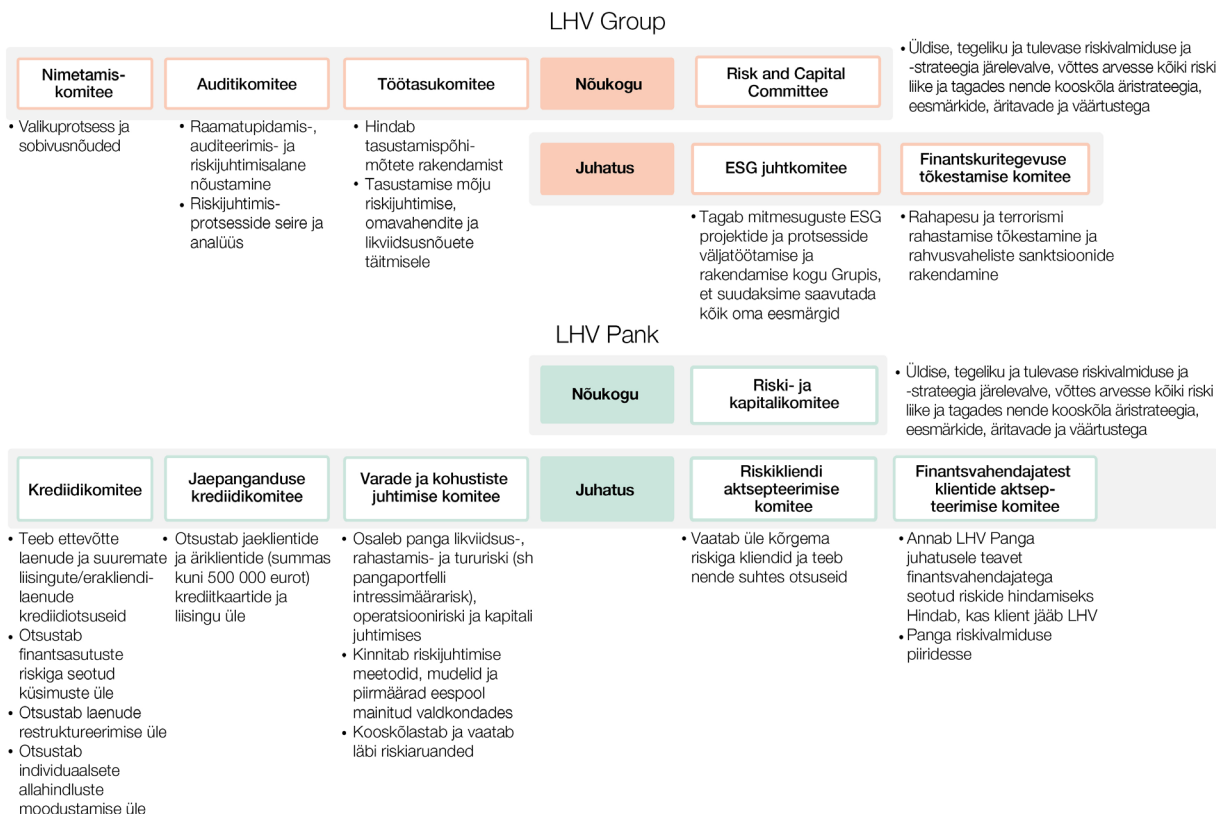 LHV Group
Nimetamis-
komitee
Auditikomitee
Töötasukomitee
Nõukogu
Risk and Capital
Committee
• Üldise, tegeliku ja tulevase riskivalmiduse ja
-strateegia järelevalve, võttes arvesse kõiki riski
liike ja tagades nende kooskõla äristrateegia,
eesmärkide, äritavade ja väärtustega
• Valikuprotsess ja
sobivusnõuded
• Raamatupidamis-,
auditeerimis- ja
riskijuhtimisalane
nõustamine
• Riskijuhtimis-
protsesside seire ja
analüüs
• Hindab
tasustamispõhi-
mõtete rakendamist
• Tasustamise mõju
riskijuhtimise,
omavahendite ja
likviidsusnõuete
täitmisele
Juhatus
ESG juhtkomitee
Finantskuritegevuse
tõkestamise komitee
• Tagab mitmesuguste ESG
projektide ja protsesside
väljatöötamise ja
rakendamise kogu Grupis,
et suudaksime saavutada
kõik oma eesmärgid
• Rahapesu ja terrorismi
rahastamise tõkestamine ja
rahvusvaheliste sanktsioonide
rakendamine
LHV Pank
Nõukogu
Riski- ja
kapitalikomitee
• Üldise, tegeliku ja tulevase riskivalmiduse ja
-strateegia järelevalve, võttes arvesse kõiki riski
liike ja tagades nende kooskõla äristrateegia,
eesmärkide, äritavade ja väärtustega
Krediidikomitee
Jaepanganduse
krediidikomitee
Varade ja kohustiste
juhtimise komitee
Juhatus
Riskikliendi
aktsepteerimise
komitee
Finantsvahendajatest
klientide aktsep-
teerimise komitee
• Teeb ettevõtte
laenude ja suuremate
liisingute/erakliendi-
laenude
krediidiotsuseid
• Otsustab
finantsasutuste
riskiga seotud
küsimuste üle
• Otsustab laenude
restruktureerimise üle
• Otsustab
individuaalsete
allahindluste
moodustamise üle
• Otsustab jaeklientide
ja äriklientide (summas
kuni 500 000 eurot)
krediitkaartide ja
liisingu üle
• Osaleb panga likviidsus-,
rahastamis- ja tururiski (sh
pangaportfelli
intressimäärarisk),
operatsiooniriski ja kapitali
juhtimises
• Kinnitab riskijuhtimise
meetodid, mudelid ja
piirmäärad eespool
mainitud valdkondades
• Kooskõlastab ja vaatab
läbi riskiaruanded
• Vaatab üle kõrgema
riskiga kliendid ja teeb
nende suhtes otsuseid
• Annab LHV Panga
juhatusele teavet
finantsvahendajatega
seotud riskide hindamiseks
Hindab, kas klient jääb LHV
• Panga riskivalmiduse
piiridesse